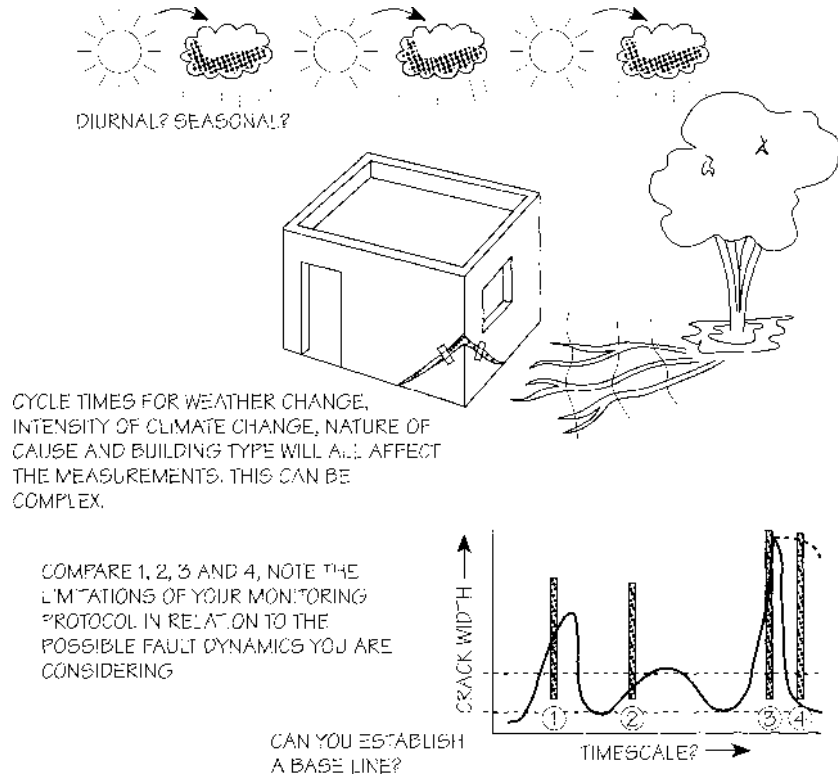 DIURNAL? SEASONAL?
CYCLE TIMES FOR WEATHER CHANGE,
INTENSITY OF CLIMATE CHANGE, NATURE OF
CAUSE AND BUILDING TYPE WILL ALL AFFECT
THE MEASUREMENTS. THIS CAN BE
COMPLEX.
COMPARE 1, 2, 3 AND 4, NOTE THE
LIMITATIONS OF YOUR MONITORING
PROTOCOL IN RELATION TO THE
POSSIBLE FAULT DYNAMICS YOU ARE
CONSIDERING
CRACK WIDTH
1 2 3 4
CAN YOU ESTABLISH
A BASE LINE?
TIMESCALE?